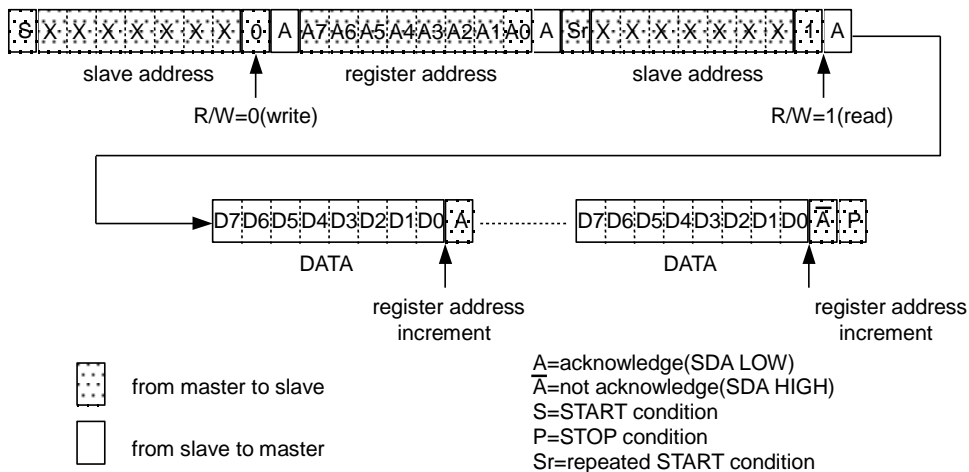 S X X X X X X X 0 A A7 A6 A5 A4 A3 A2 A1 A0 A Sr X X X X X X X 1 A
slave address register address slave address
R/W=0(write) R/W=1(read)
D7 D6 D5 D4 D3 D2 D1 D0 A D7 D6 D5 D4 D3 D2 D1 D0 A̅ P
DATA DATA
register address
increment
register address
increment
from master to slave
from slave to master
A=acknowledge(SDA LOW)
A̅=not acknowledge(SDA HIGH)
S=START condition
P=STOP condition
Sr=repeated START condition